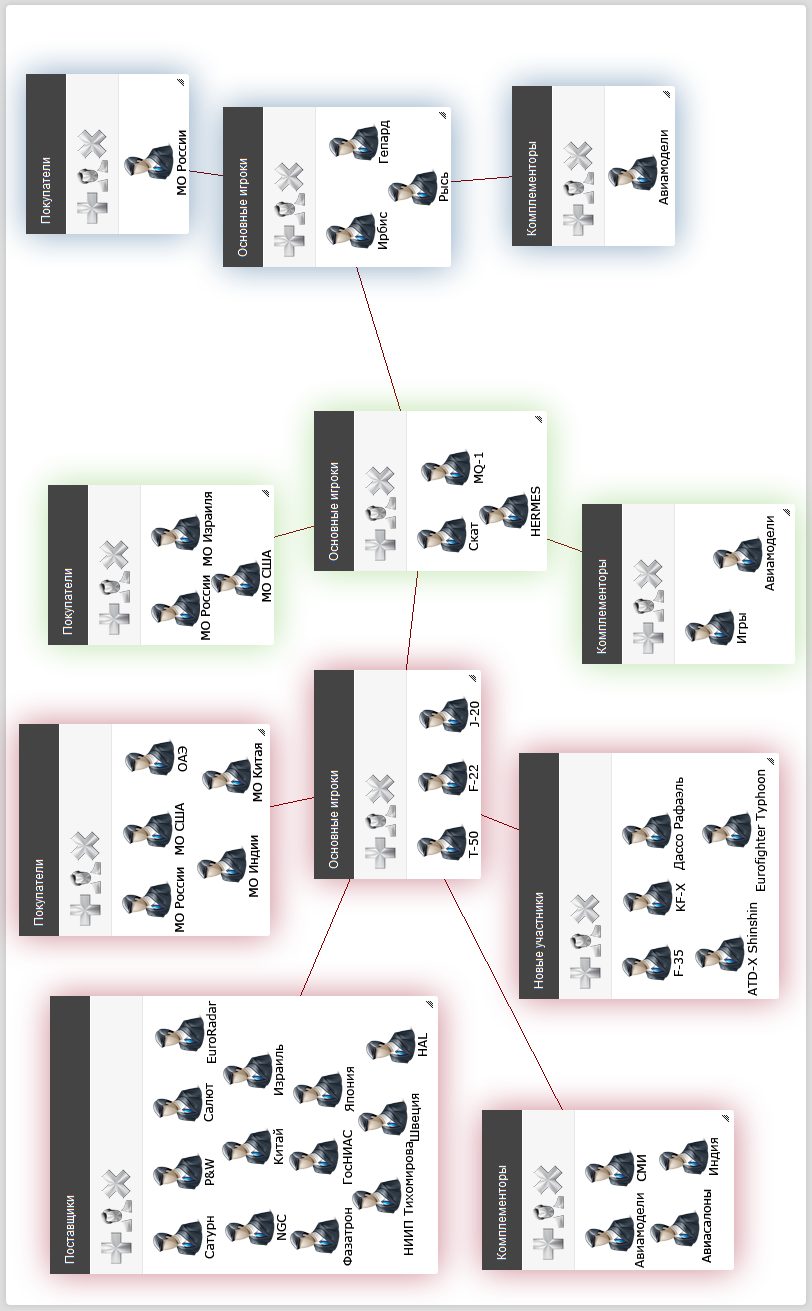 Поставщики
Сатурн
P&W
Салют
EuroRadar
NGC
Китай
Израиль
Фазатрон
ГосНИАС
Япония
НИИП Тихомирова
Швеция
HAL
Покупатели
МО России
МО США
ОАЭ
МО Индии
МО Китая
Покупатели
МО России
МО Израиля
МО США
Покупатели
МО России
Основные игроки
T-50
F-22
J-20
Основные игроки
Скат
MQ-1
HERMES
Основные игроки
Ирбис
Гепард
Рысь
Комплементоры
Авиамодели
СМИ
Авиасалоны
Индия
Новые участники
F-35
KF-X
Дассо Рафаэль
ATD-X Shinshin
Eurofighter Typhoon
Комплементоры
Игры
Авиамодели
Комплементоры
Авиамодели